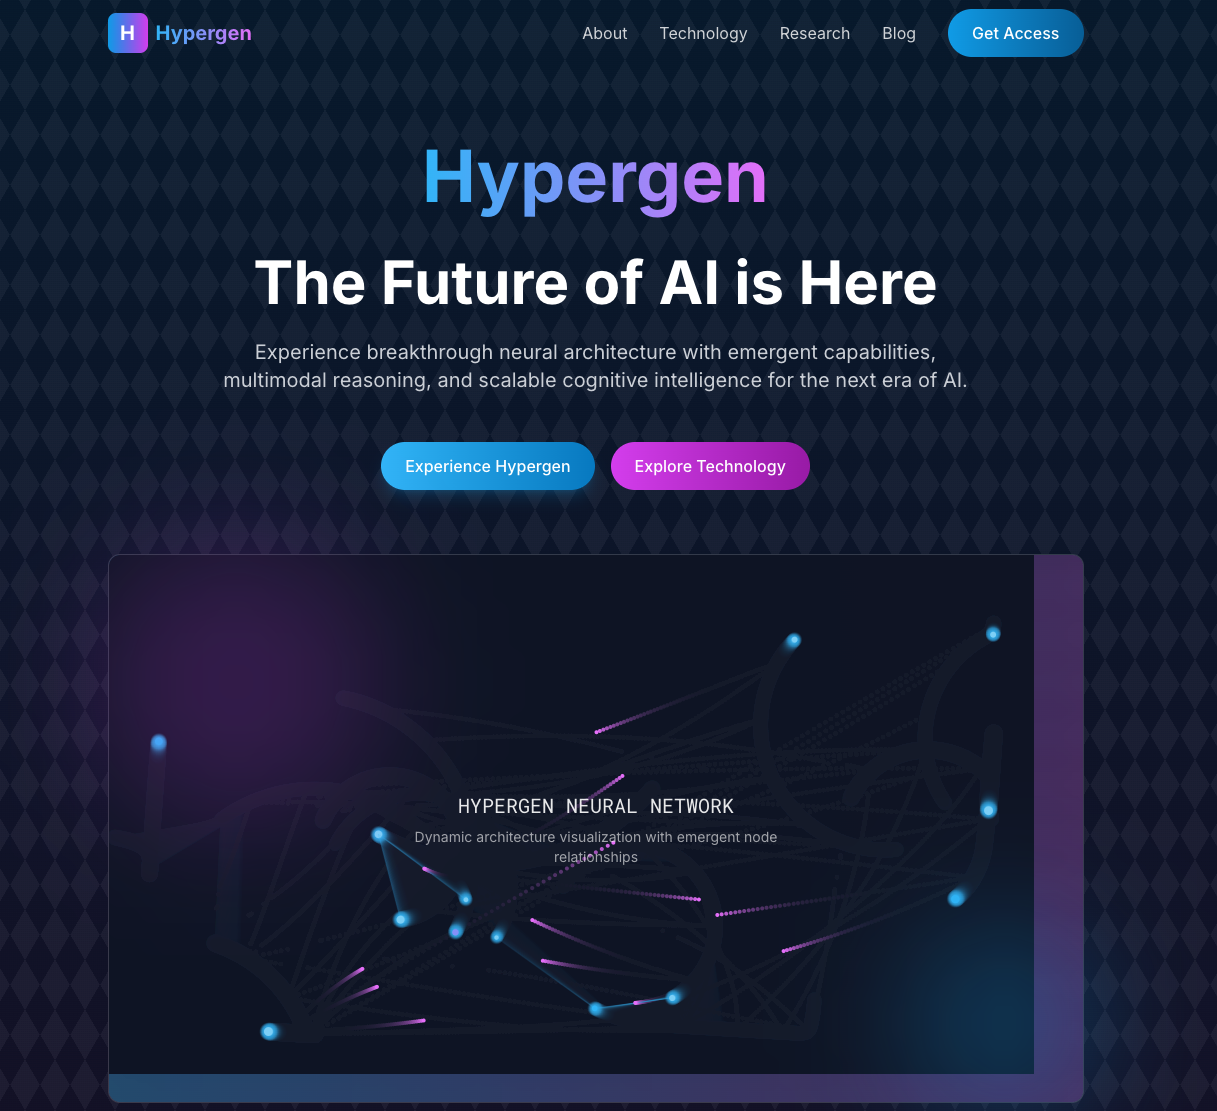 H Hypergen
About Technology Research Blog Get Access
Hypergen
The Future of AI is Here
Experience breakthrough neural architecture with emergent capabilities,
multimodal reasoning, and scalable cognitive intelligence for the next era of AI.
Experience Hypergen
Explore Technology
HYPERGEN NEURAL NETWORK
Dynamic architecture visualization with emergent node
relationships